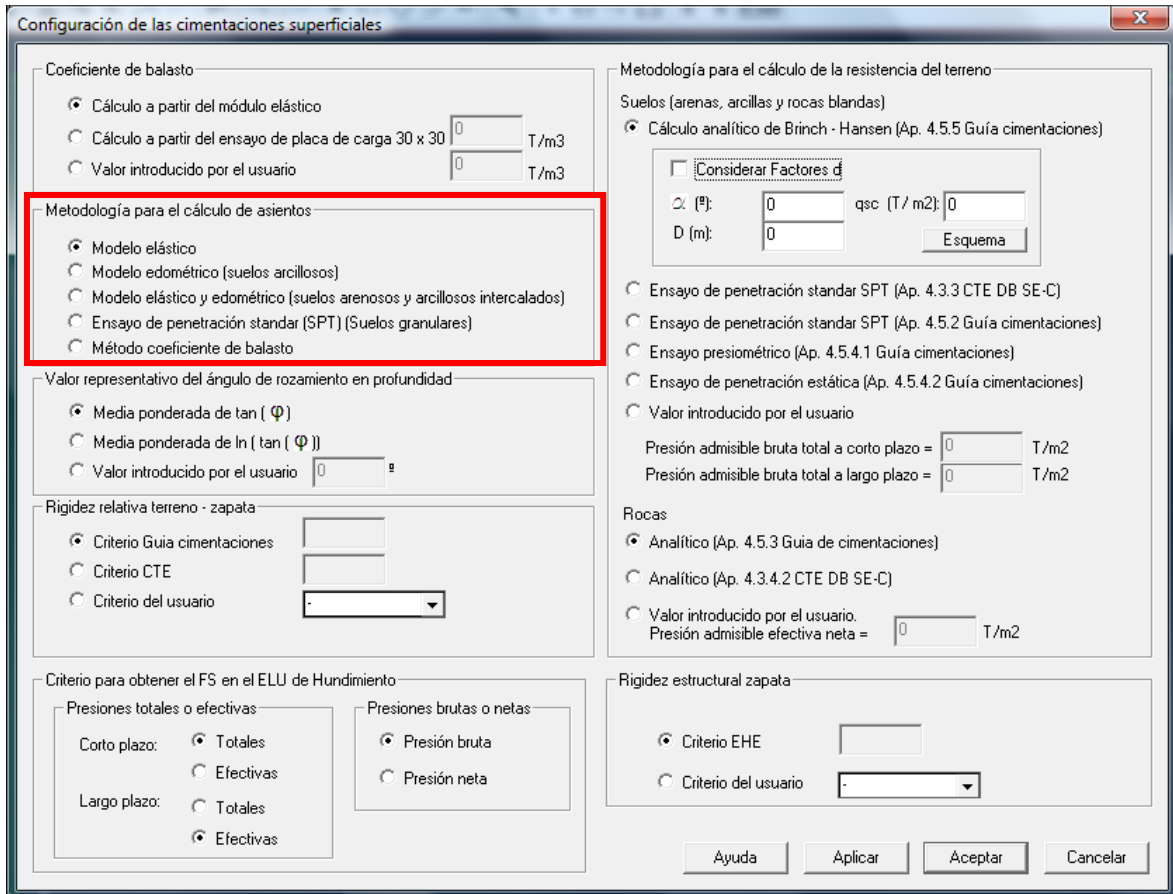 Configuración de las cimentaciones superficiales
Coeficiente de balasto
Cálculo a partir del módulo elástico
Cálculo a partir del ensayo de placa de carga 30 x 30 0 T/m3
Valor introducido por el usuario 0 T/m3
Metodología para el cálculo de asientos
Modelo elástico
Modelo edométrico (suelos arcillosos)
Modelo elástico y edométrico (suelos arenosos y arcillosos intercalados)
Ensayo de penetración standar (SPT) (Suelos granulares)
Método coeficiente de balasto
Valor representativo del ángulo de rozamiento en profundidad
Media ponderada de tan ( φ )
Media ponderada de ln ( tan ( φ ))
Valor introducido por el usuario 0 º
Rigidez relativa terreno - zapata
Criterio Guia cimentaciones
Criterio CTE
Criterio del usuario -
Criterio para obtener el FS en el ELU de Hundimiento
Presiones totales o efectivas
Corto plazo: Totales
Efectivas
Largo plazo: Totales
Efectivas
Presiones brutas o netas
Presión bruta
Presión neta
Metodología para el cálculo de la resistencia del terreno
Suelos (arenas, arcillas y rocas blandas)
Cálculo analítico de Brinch - Hansen (Ap. 4.5.5 Guía cimentaciones)
Considerar Factores d
α (º): 0 qsc (T/ m2): 0
D (m): 0 Esquema
Ensayo de penetración standar SPT (Ap. 4.3.3 CTE DB SE-C)
Ensayo de penetración standar SPT (Ap. 4.5.2 Guía cimentaciones)
Ensayo presiométrico (Ap. 4.5.4.1 Guía cimentaciones)
Ensayo de penetración estática (Ap. 4.5.4.2 Guía cimentaciones)
Valor introducido por el usuario
Presión admisible bruta total a corto plazo = 0 T/m2
Presión admisible bruta total a largo plazo = 0 T/m2
Rocas
Analítico (Ap. 4.5.3 Guia de cimentaciones)
Analítico (Ap. 4.3.4.2 CTE DB SE-C)
Valor introducido por el usuario.
Presión admisible efectiva neta = 0 T/m2
Rigidez estructural zapata
Criterio EHE
Criterio del usuario -
Ayuda Aplicar Aceptar Cancelar